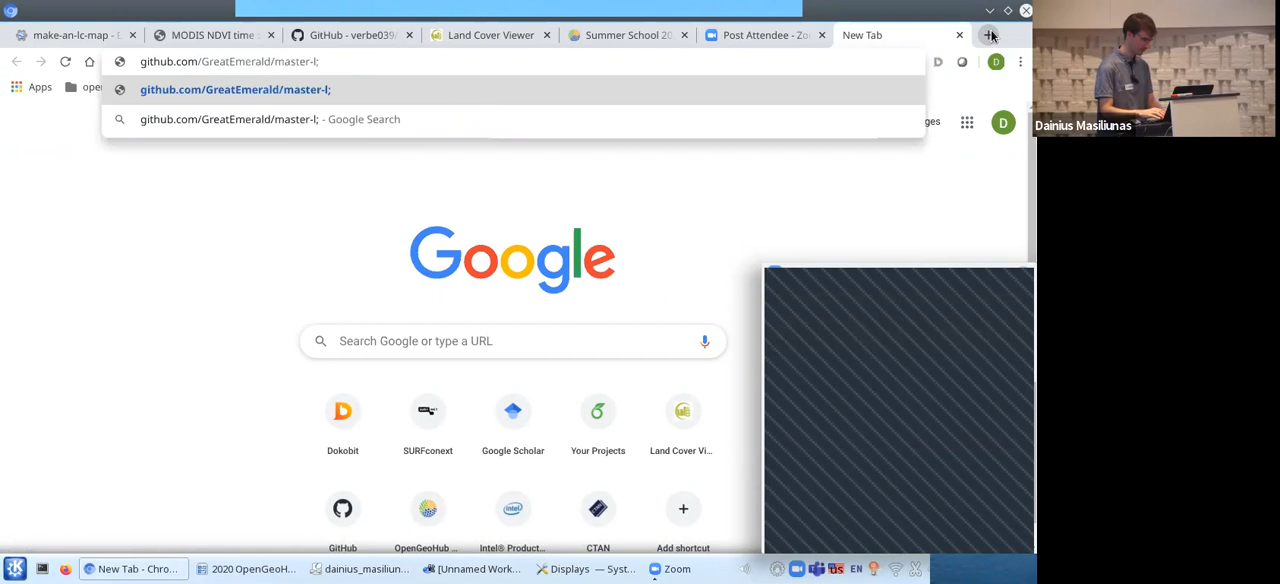 make-an-lc-map - E
MODIS NDVI time s
GitHub - verbe039/
Land Cover Viewer
Summer School 20
Post Attendee - Zo
New Tab
github.com/GreatEmerald/master-l;
D
Apps
open
github.com/GreatEmerald/master-l;
github.com/GreatEmerald/master-l; - Google Search
ges
D
Dainius Masiliunas
Google
Search Google or type a URL
Dokobit
SURFconext
Google Scholar
Your Projects
Land Cover Vi...
GitHub
OpenGeoHub ...
Intel® Product...
CTAN
Add shortcut
New Tab - Chro...
2020 OpenGeoH...
dainius_masiliun...
[Unnamed Work...
Displays — Syst...
Zoom
EN